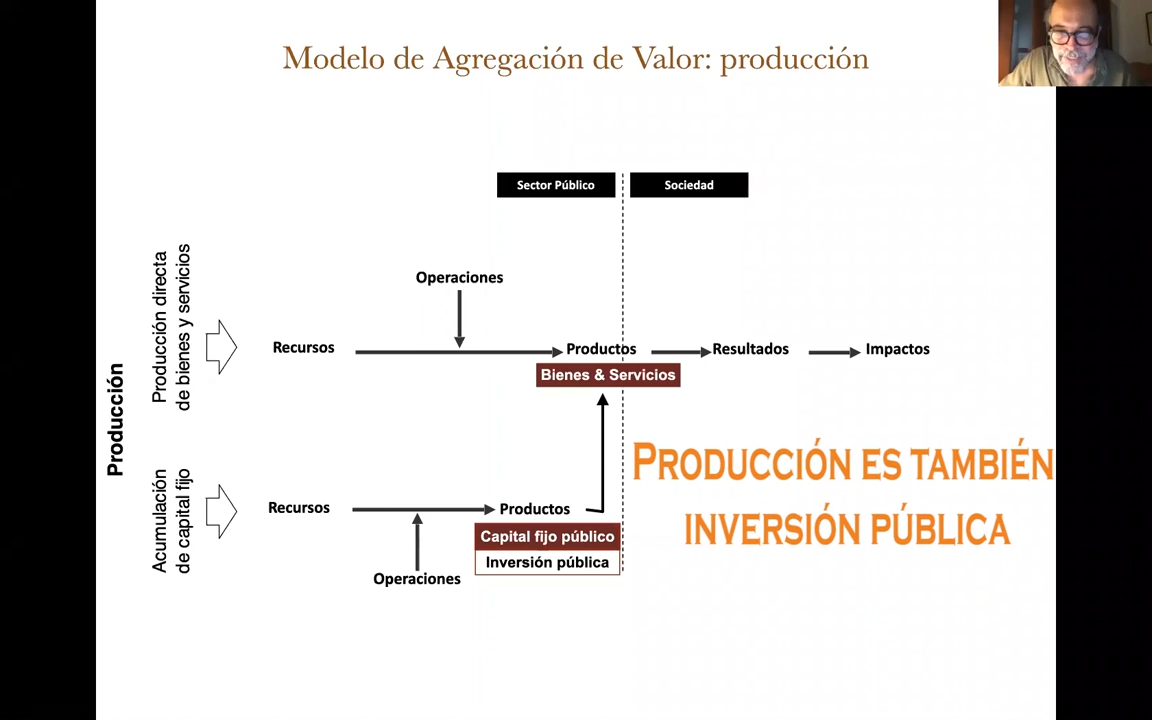 Modelo de Agregación de Valor: producción
Sector Público
Sociedad
Producción
Producción directa
de bienes y servicios
Operaciones
Recursos
Productos
Resultados
Impactos
Bienes & Servicios
Acumulación
de capital fijo
Recursos
Productos
Capital fijo público
Inversión pública
Operaciones
PRODUCCIÓN ES TAMBIÉN
INVERSIÓN PÚBLICA